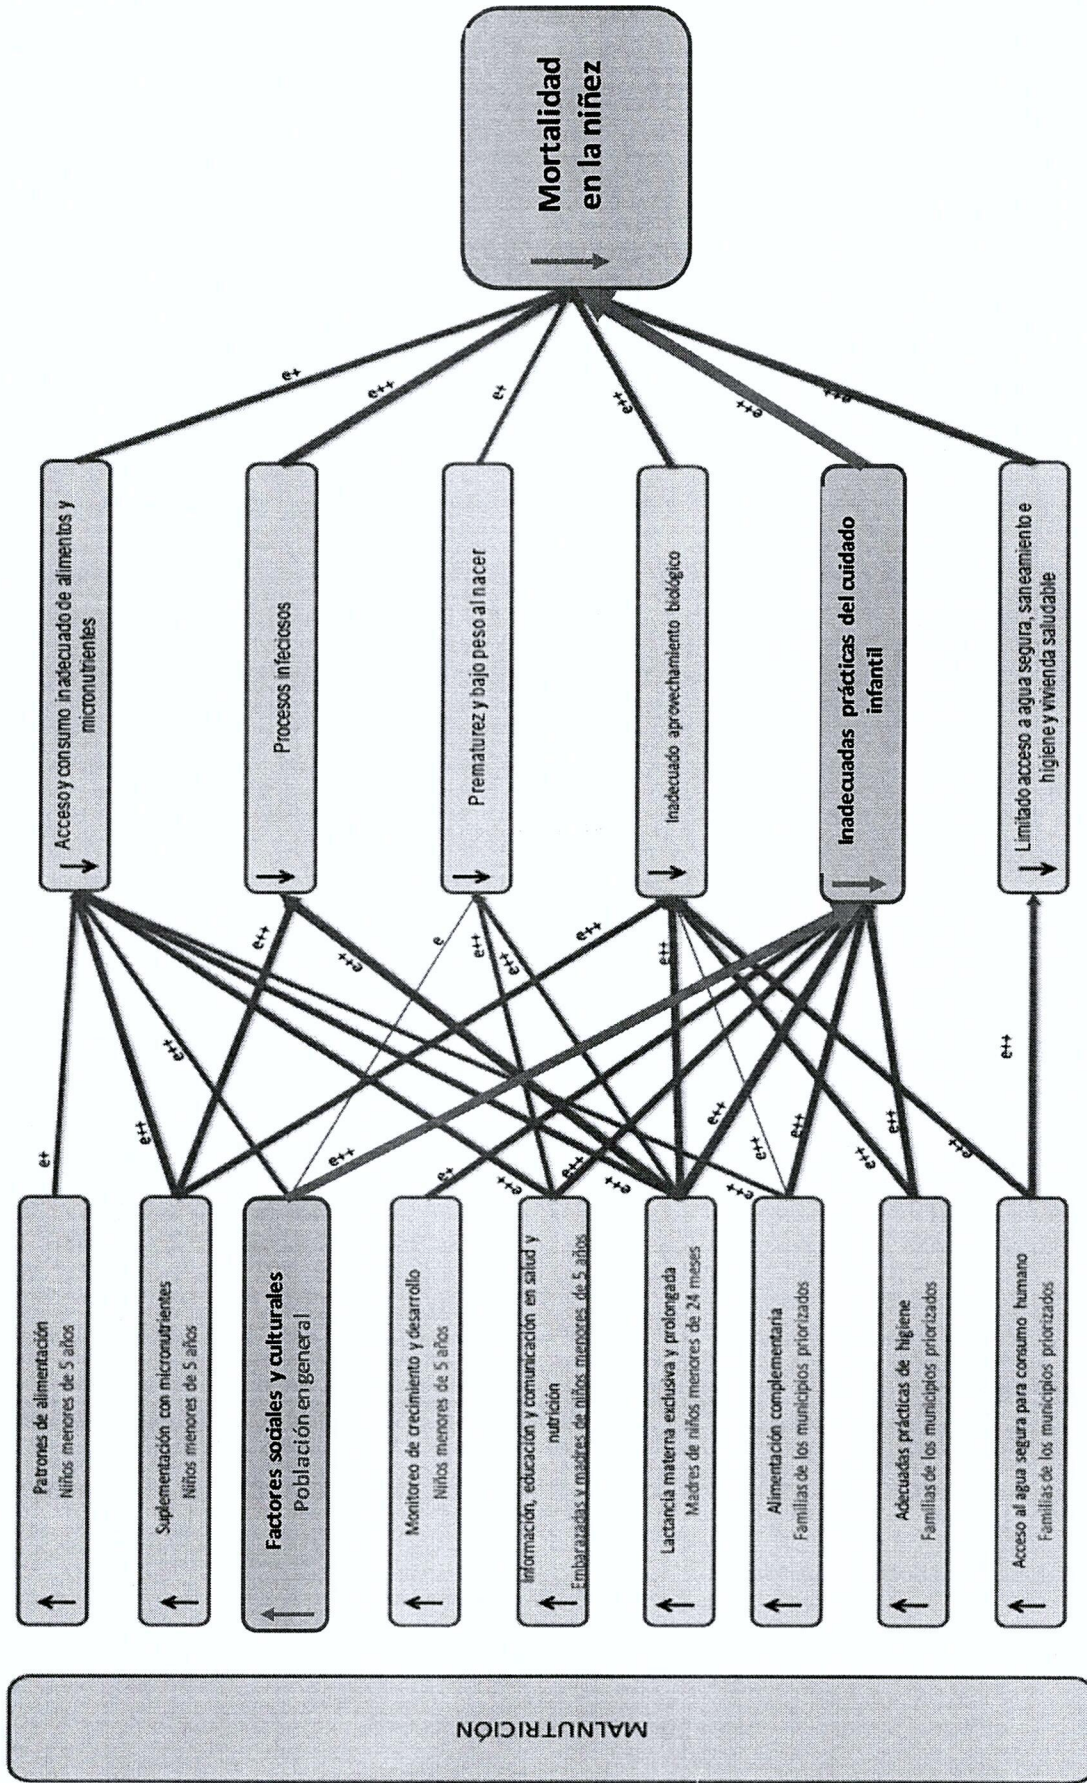 MALNUTRICIÓN
Patrones de alimentación
Niños menores de 5 años
Suplementación con micronutrientes
Niños menores de 5 años
Factores sociales y culturales
Población en general
Monitoreo de crecimiento y desarrollo
Niños menores de 5 años
Información, educación y comunicación en salud y
nutrición
Embarazadas y madres de niños menores de 5 años
Lactancia materna exclusiva y prolongada
Madres de niños menores de 24 meses
Alimentación complementaria
Familias de los municipios priorizados
Adecuadas prácticas de higiene
Familias de los municipios priorizados
Acceso al agua segura para consumo humano
Familias de los municipios priorizados
e+
e++
e++
e++
e+
e++
e++
e++
e++
e++
e++
e++
e++
e++
e++
e++
e++
e
e++
e++
e++
e++
e++
Acceso y consumo inadecuado de alimentos y
micronutrientes
Procesos infeciosos
Prematurez y bajo peso al nacer
Inadecuado aprovechamiento biológico
Inadecuadas prácticas del cuidado
infantil
Limitado acceso a agua segura, saneamiento e
higiene y vivienda saludable
e+
e++
e+
e++
e++
e++
Mortalidad
en la niñez